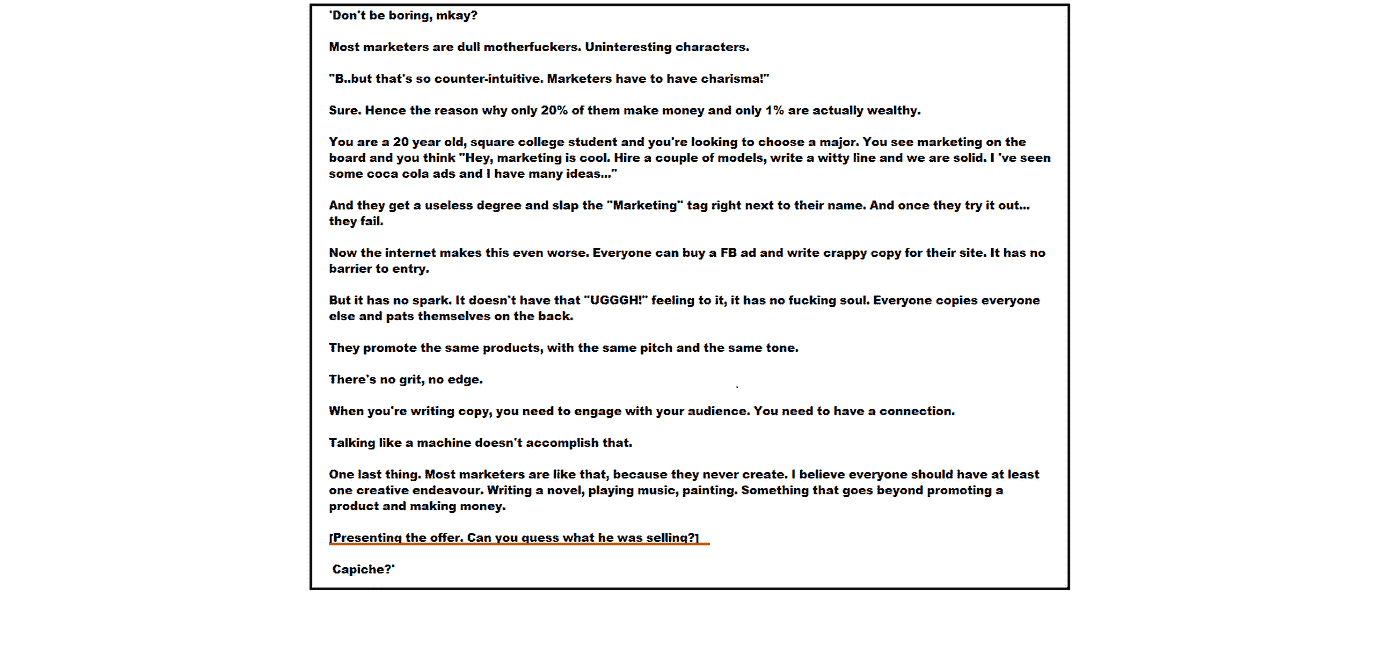 'Don't be boring, mkay?
Most marketers are dull motherfuckers. Uninteresting characters.
"B..but that's so counter-intuitive. Marketers have to have charisma!"
Sure. Hence the reason why only 20% of them make money and only 1% are actually wealthy.
You are a 20 year old, square college student and you're looking to choose a major. You see marketing on the
board and you think "Hey, marketing is cool. Hire a couple of models, write a witty line and we are solid. I 've seen
some coca cola ads and I have many ideas..."
And they get a useless degree and slap the "Marketing" tag right next to their name. And once they try it out...
they fail.
Now the internet makes this even worse. Everyone can buy a FB ad and write crappy copy for their site. It has no
barrier to entry.
But it has no spark. It doesn't have that "UGGGH!" feeling to it, it has no fucking soul. Everyone copies everyone
else and pats themselves on the back.
They promote the same products, with the same pitch and the same tone.
There's no grit, no edge.
When you're writing copy, you need to engage with your audience. You need to have a connection.
Talking like a machine doesn't accomplish that.
One last thing. Most marketers are like that, because they never create. I believe everyone should have at least
one creative endeavour. Writing a novel, playing music, painting. Something that goes beyond promoting a
product and making money.
[Presenting the offer. Can you guess what he was selling?]
Capiche?'